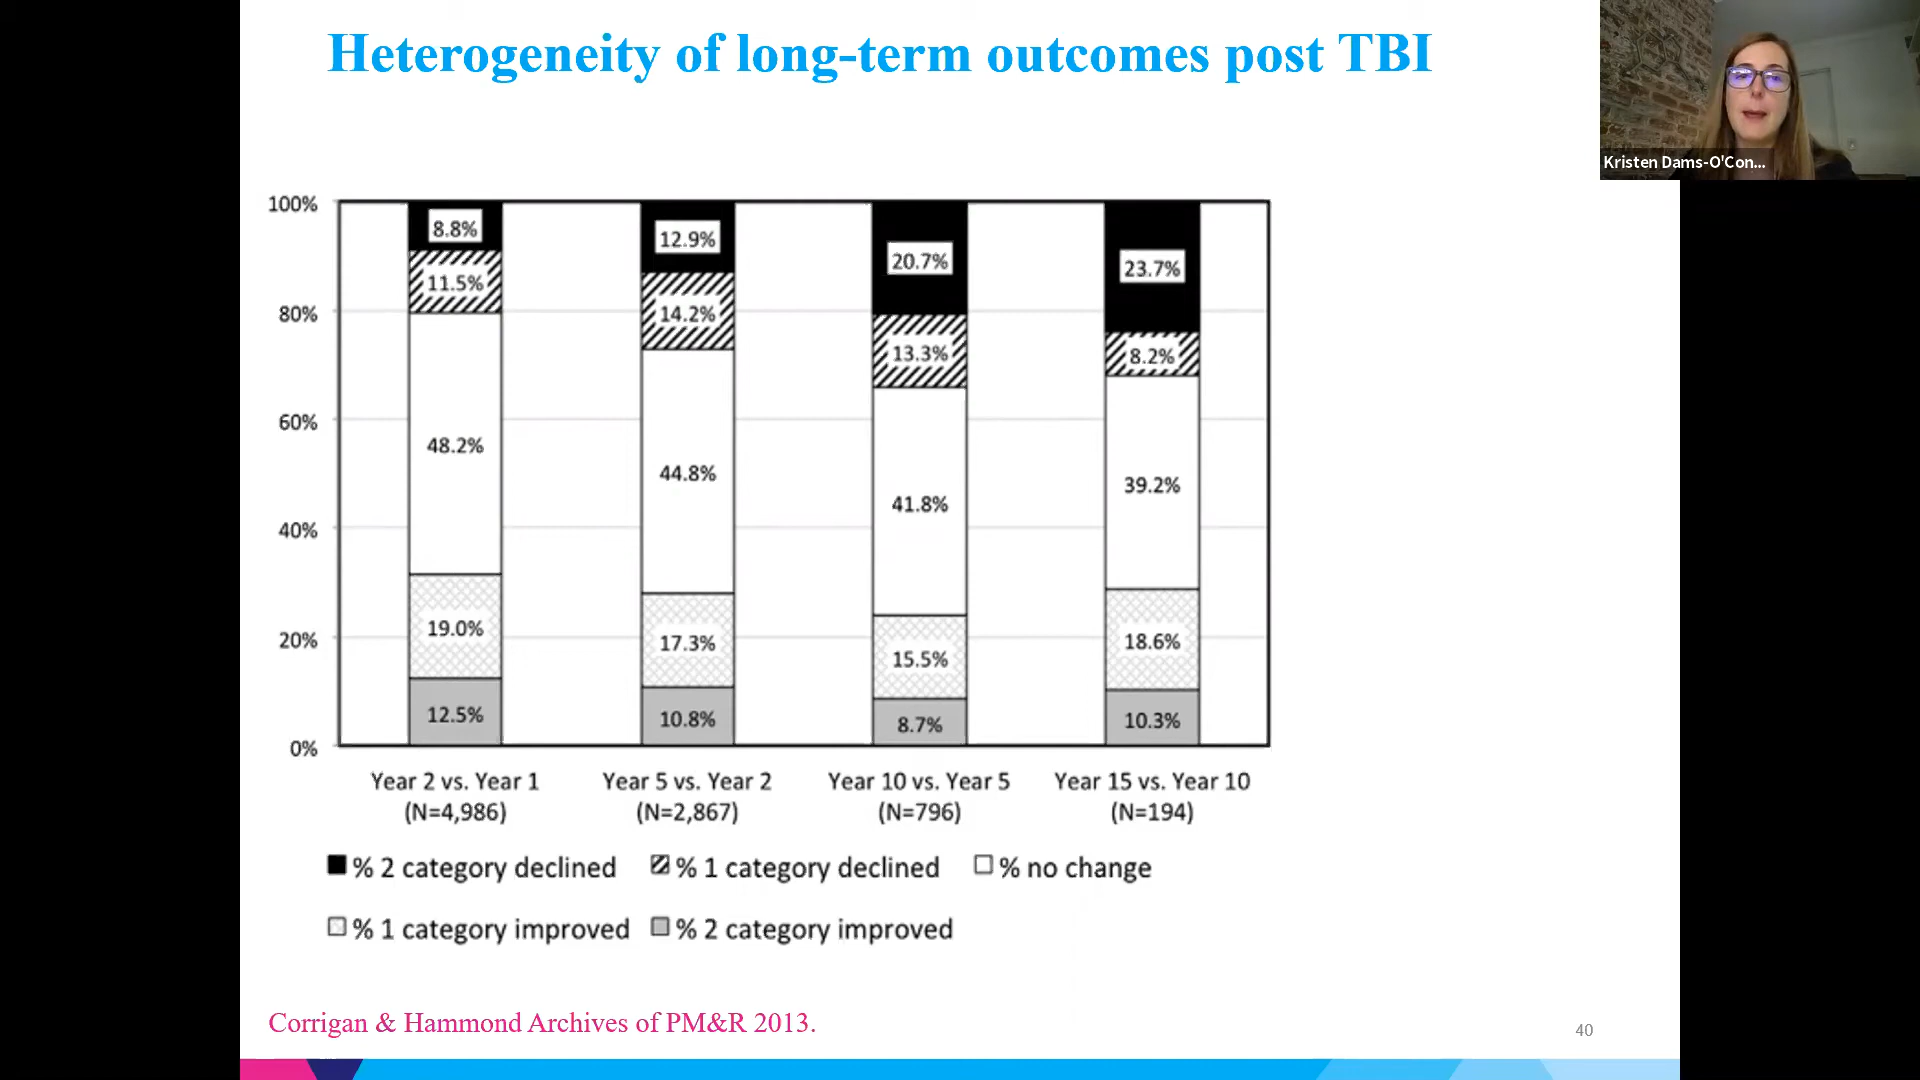 Heterogeneity of long-term outcomes post TBI
Kristen Dams-O'Con...
100%
80%
60%
40%
20%
0%
8.8%
11.5%
48.2%
19.0%
12.5%
12.9%
14.2%
44.8%
17.3%
10.8%
20.7%
13.3%
41.8%
15.5%
8.7%
23.7%
8.2%
39.2%
18.6%
10.3%
Year 2 vs. Year 1
(N=4,986)
Year 5 vs. Year 2
(N=2,867)
Year 10 vs. Year 5
(N=796)
Year 15 vs. Year 10
(N=194)
% 2 category declined
% 1 category declined
% no change
% 1 category improved
% 2 category improved
Corrigan & Hammond Archives of PM&R 2013.
40